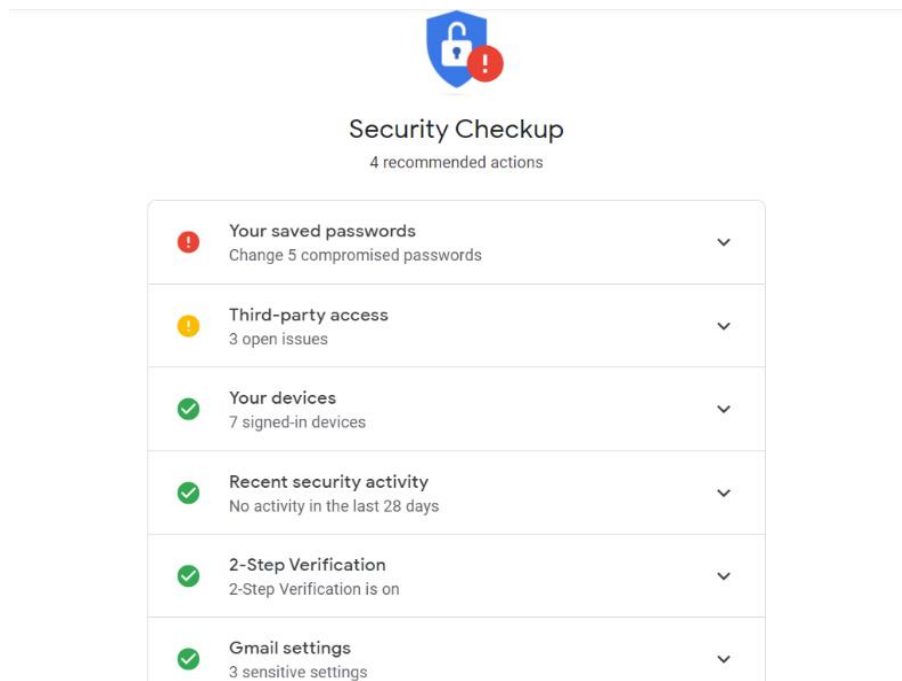 Security Checkup
4 recommended actions
Your saved passwords
Change 5 compromised passwords
Third-party access
3 open issues
Your devices
7 signed-in devices
Recent security activity
No activity in the last 28 days
2-Step Verification
2-Step Verification is on
Gmail settings
3 sensitive settings